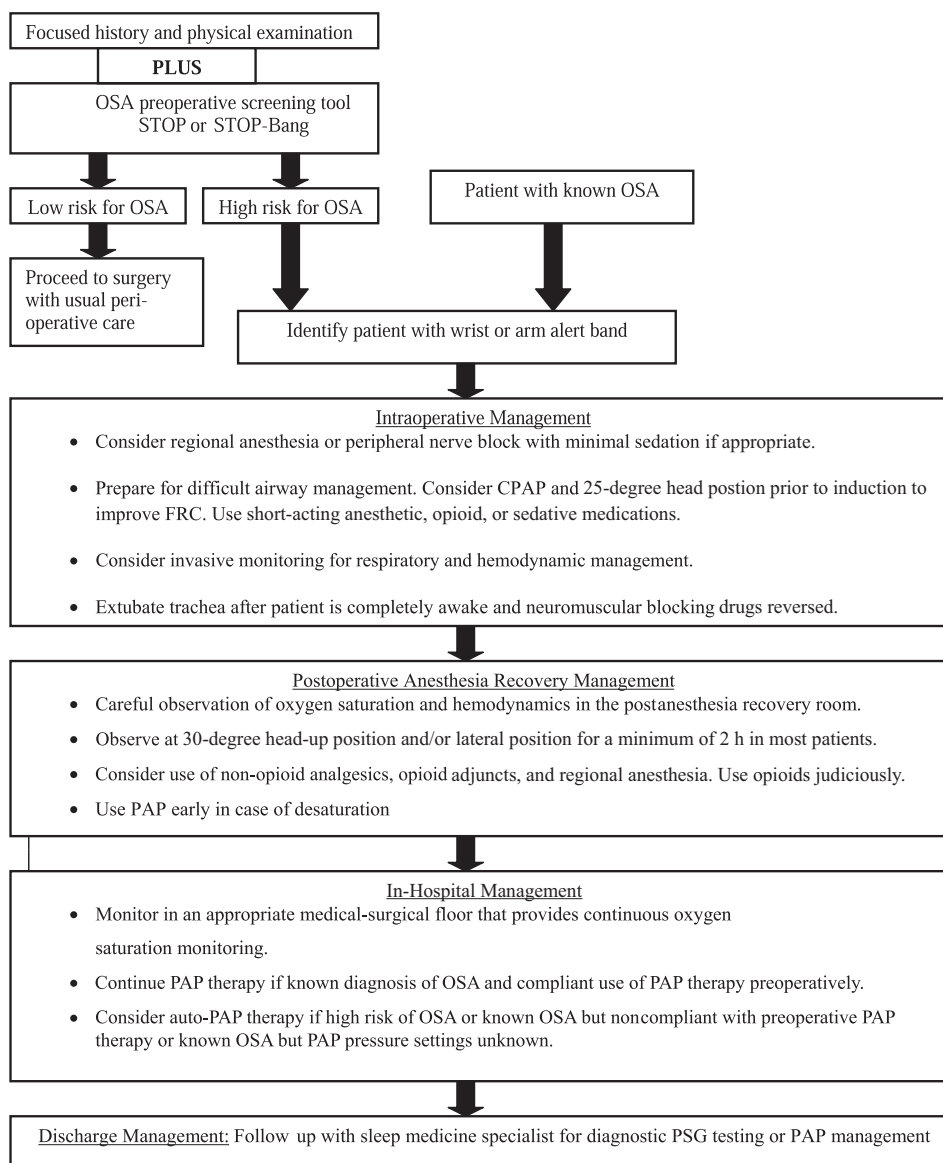 Focused history and physical examination
PLUS
OSA preoperative screening tool
STOP or STOP-Bang
Low risk for OSA
High risk for OSA
Patient with known OSA
Proceed to surgery
with usual peri-
operative care
Identify patient with wrist or arm alert band
Intraoperative Management
• Consider regional anesthesia or peripheral nerve block with minimal sedation if appropriate.
• Prepare for difficult airway management. Consider CPAP and 25-degree head postion prior to induction to
improve FRC. Use short-acting anesthetic, opioid, or sedative medications.
• Consider invasive monitoring for respiratory and hemodynamic management.
• Extubate trachea after patient is completely awake and neuromuscular blocking drugs reversed.
Postoperative Anesthesia Recovery Management
• Careful observation of oxygen saturation and hemodynamics in the postanesthesia recovery room.
• Observe at 30-degree head-up position and/or lateral position for a minimum of 2 h in most patients.
• Consider use of non-opioid analgesics, opioid adjuncts, and regional anesthesia. Use opioids judiciously.
• Use PAP early in case of desaturation
In-Hospital Management
• Monitor in an appropriate medical-surgical floor that provides continuous oxygen
saturation monitoring.
• Continue PAP therapy if known diagnosis of OSA and compliant use of PAP therapy preoperatively.
• Consider auto-PAP therapy if high risk of OSA or known OSA but noncompliant with preoperative PAP
therapy or known OSA but PAP pressure settings unknown.
Discharge Management: Follow up with sleep medicine specialist for diagnostic PSG testing or PAP management